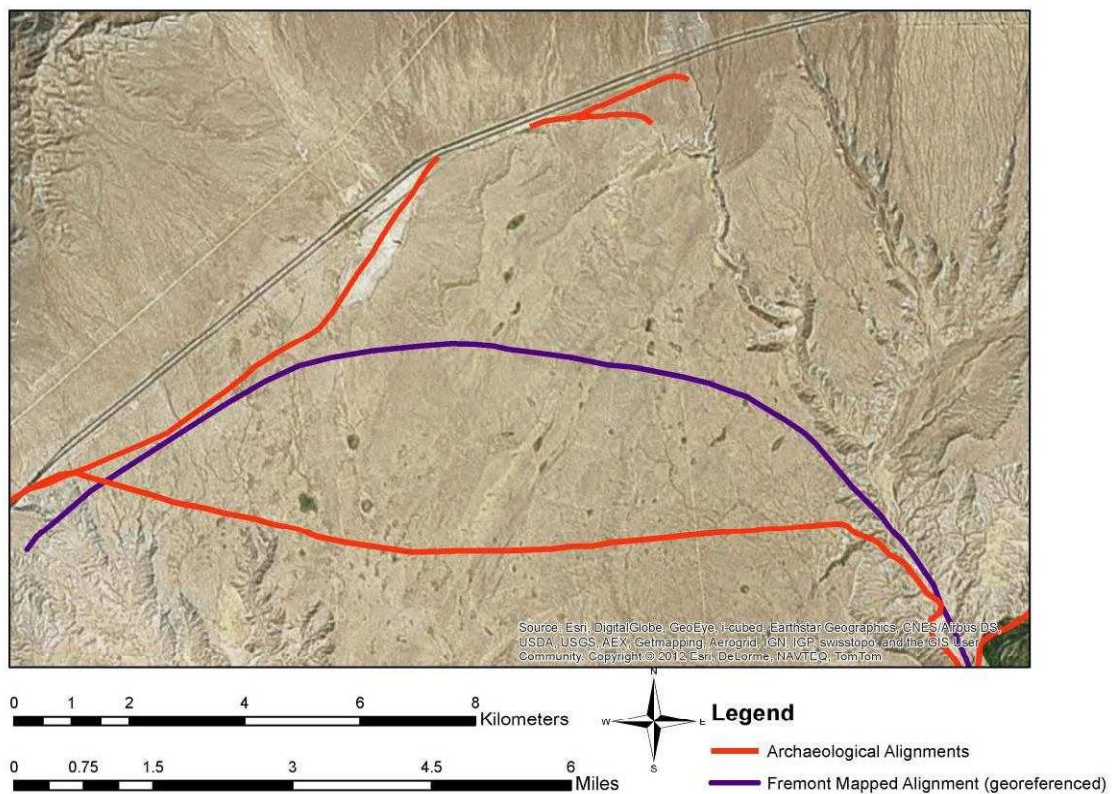 Source: Esri, DigitalGlobe, GeoEye, i-cubed, Earthstar Geographics, CNES/Airbus DS,
USDA, USGS, AEX, Getmapping, Aerogrid, IGN, IGP, swisstopo, and the GIS User
Community. Copyright © 2012 Esri, DeLorme, NAVTEQ, TomTom
0 1 2 4 6 8
Kilometers
0 0.75 1.5 3 4.5 6
Miles
N
W E
S
Legend
Archaeological Alignments
Fremont Mapped Alignment (georeferenced)